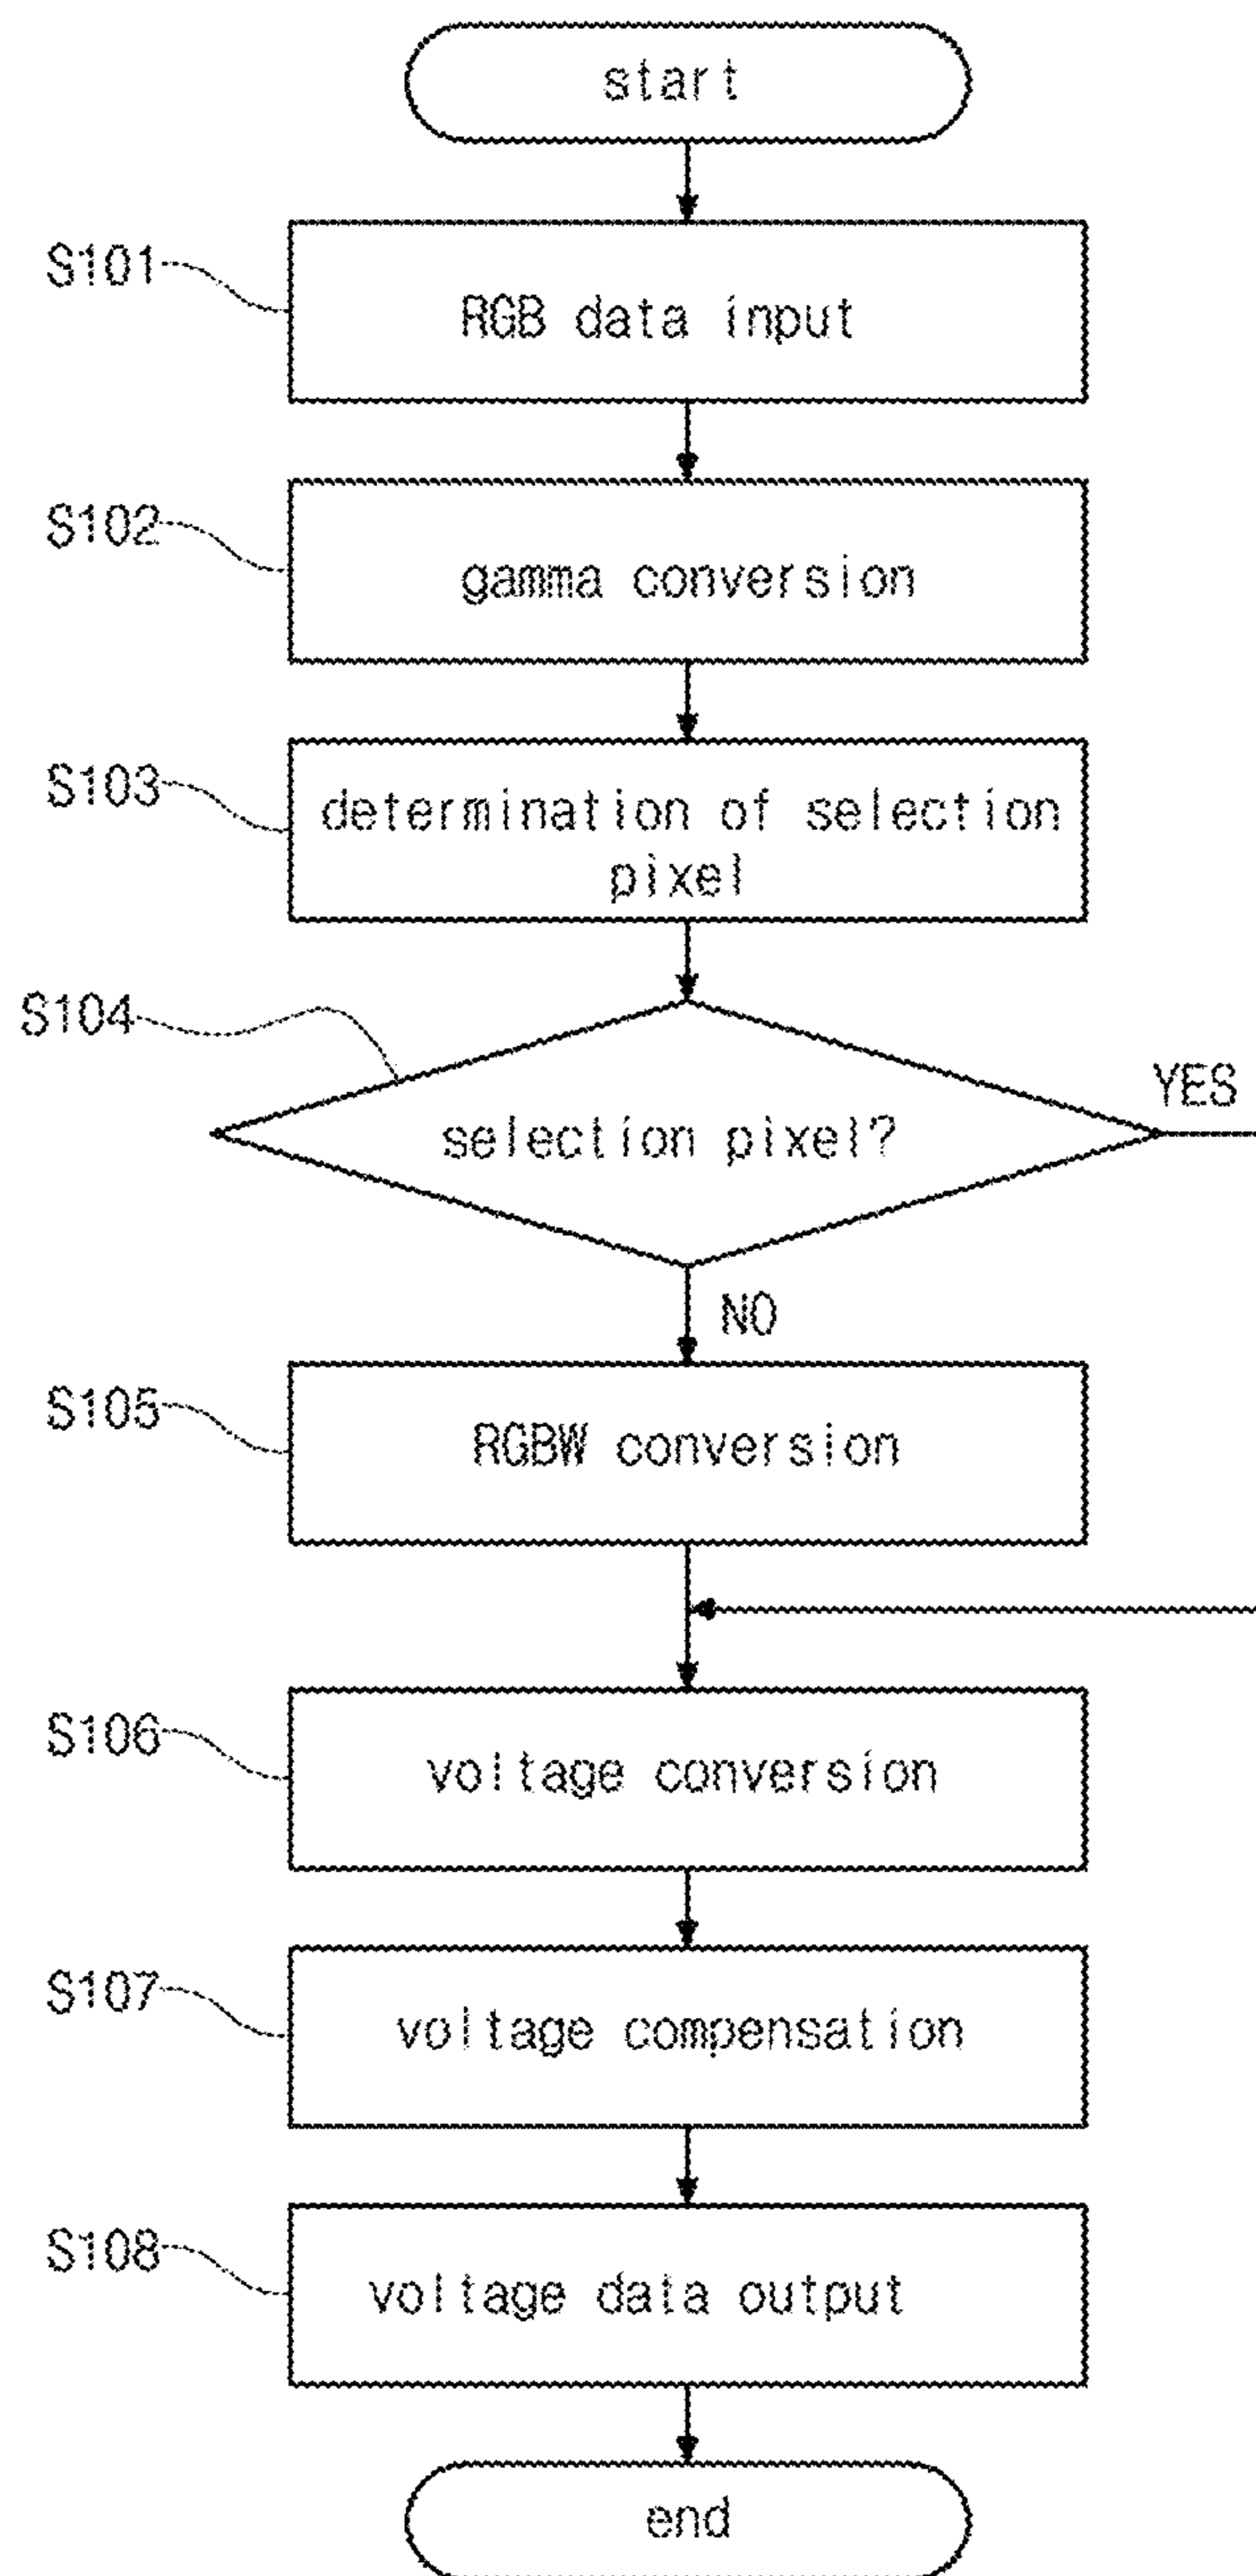 start
S101
RGB data input
S102
gamma conversion
S103
determination of selection
pixel
S104
selection pixel?
YES
NO
S105
RGBW conversion
S106
voltage conversion
S107
voltage compensation
S108
voltage data output
end